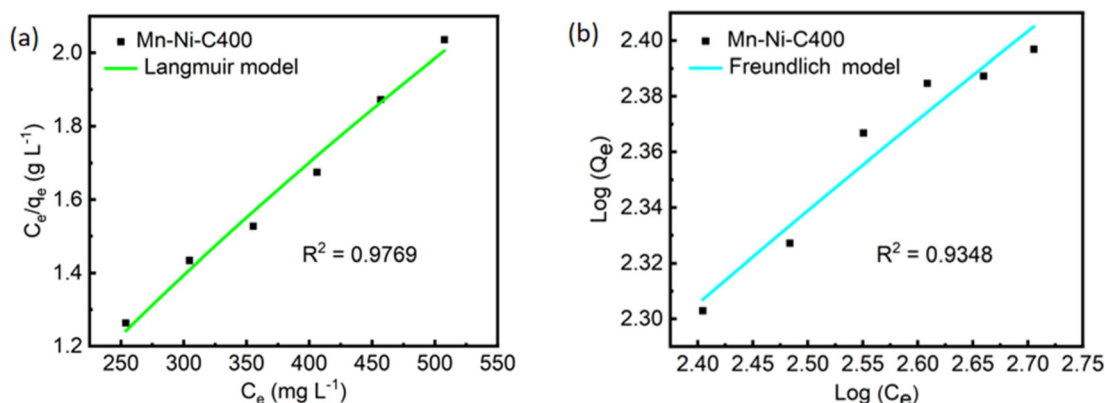 (a)
Mn-Ni-C400
Langmuir model
Cₑ/qₑ (g L⁻¹)
2.0
1.8
1.6
1.4
1.2
R² = 0.9769
250 300 350 400 450 500 550
Cₑ (mg L⁻¹)
(b)
Mn-Ni-C400
Freundlich model
Log (Qₑ)
2.40
2.38
2.36
2.34
2.32
2.30
R² = 0.9348
2.40 2.45 2.50 2.55 2.60 2.65 2.70 2.75
Log (Cₑ)